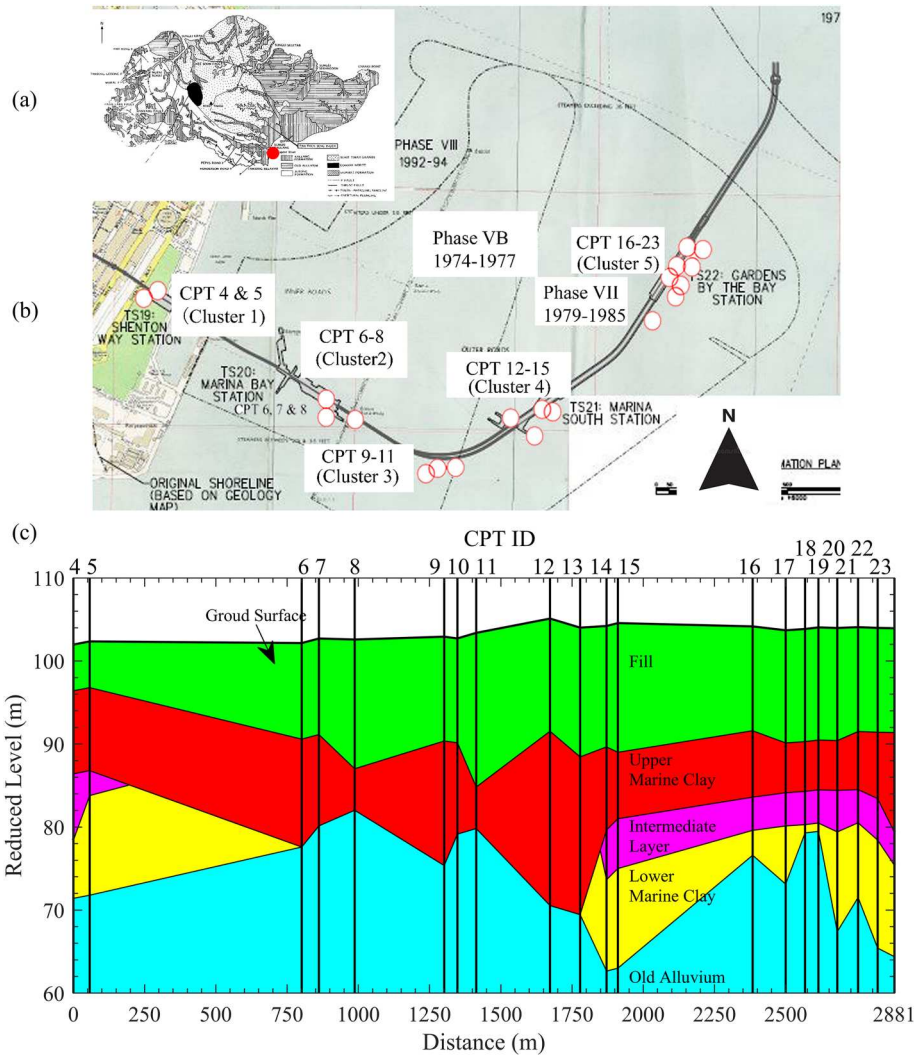 (a)
197
PHASE VIII
1992-94
Phase VB
1974-1977
CPT 16-23
(Cluster 5)
TS22: GARDENS
BY THE BAY
STATION
Phase VII
1979-1985
(b)
CPT 4 & 5
(Cluster 1)
TS19:
SHENTON
WAY STATION
CPT 6-8
(Cluster2)
OUTER ROADS
CPT 12-15
(Cluster 4)
TS20:
MARINA BAY
STATION
CPT 6, 7 & 8
TS21: MARINA
SOUTH STATION
CPT 9-11
(Cluster 3)
N
ORIGINAL SHORELINE
(BASED ON GEOLOGY
MAP)
MATION PLAN
(c)
CPT ID
4 5 6 7 8 9 10 11 12 13 14 15 16 17 18 19 20 21 22 23
110
100
90
80
70
60
Reduced Level (m)
Groud Surface
Fill
Upper
Marine Clay
Intermediate
Layer
Lower
Marine Clay
Old Alluvium
0 250 500 750 1000 1250 1500 1750 2000 2250 2500 2881
Distance (m)